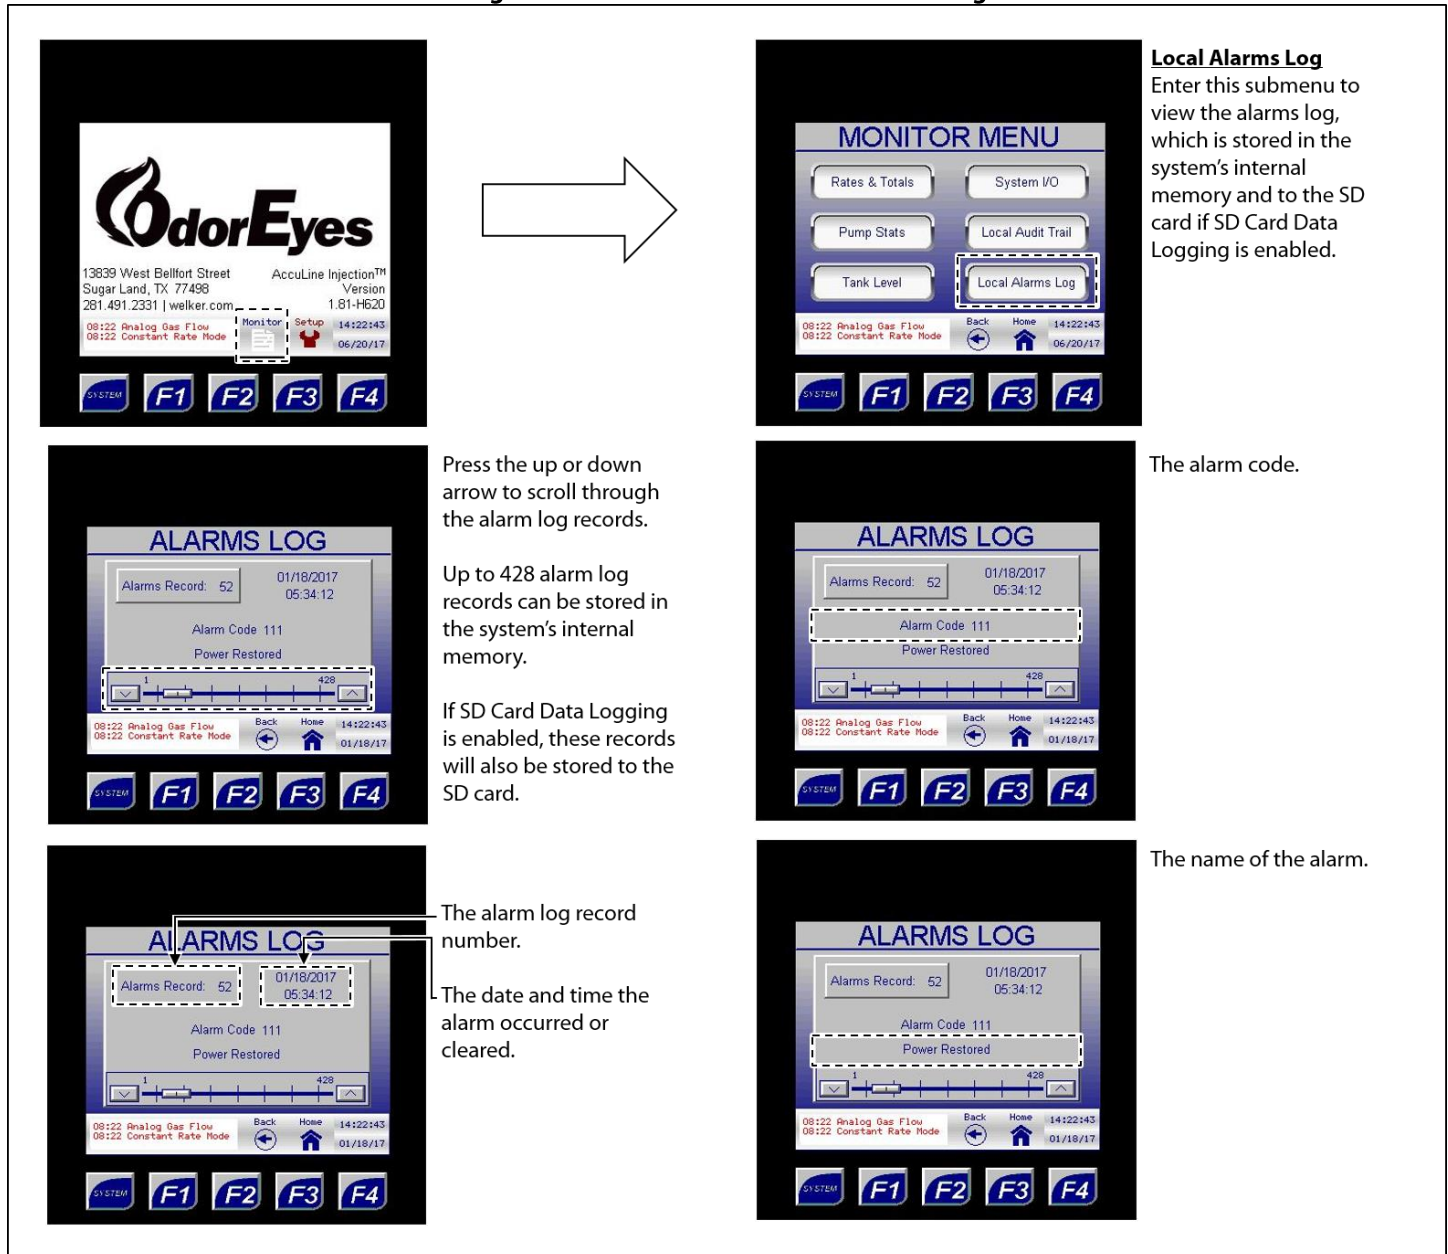 OdorEyes
13839 West Bellfort Street
Sugar Land, TX 77498
281.491.2331 | welker.com
AccuLine Injection™
Version
1.81-H620
08:22 Analog Gas Flow
08:22 Constant Rate Mode
Monitor
Setup
14:22:43
06/20/17
SYSTEM F1 F2 F3 F4
MONITOR MENU
Rates & Totals
System I/O
Pump Stats
Local Audit Trail
Tank Level
Local Alarms Log
08:22 Analog Gas Flow
08:22 Constant Rate Mode
Back
Home
14:22:43
06/20/17
SYSTEM F1 F2 F3 F4
Local Alarms Log
Enter this submenu to
view the alarms log,
which is stored in the
system's internal
memory and to the SD
card if SD Card Data
Logging is enabled.
ALARMS LOG
Alarms Record: 52
01/18/2017
05:34:12
Alarm Code 111
Power Restored
1
428
08:22 Analog Gas Flow
08:22 Constant Rate Mode
Back
Home
14:22:43
01/18/17
SYSTEM F1 F2 F3 F4
Press the up or down
arrow to scroll through
the alarm log records.
Up to 428 alarm log
records can be stored in
the system's internal
memory.
If SD Card Data Logging
is enabled, these records
will also be stored to the
SD card.
ALARMS LOG
Alarms Record: 52
01/18/2017
05:34:12
Alarm Code 111
Power Restored
1
428
08:22 Analog Gas Flow
08:22 Constant Rate Mode
Back
Home
14:22:43
01/18/17
SYSTEM F1 F2 F3 F4
The alarm code.
ALARMS LOG
Alarms Record: 52
01/18/2017
05:34:12
Alarm Code 111
Power Restored
1
428
08:22 Analog Gas Flow
08:22 Constant Rate Mode
Back
Home
14:22:43
01/18/17
SYSTEM F1 F2 F3 F4
The alarm log record
number.
The date and time the
alarm occurred or
cleared.
ALARMS LOG
Alarms Record: 52
01/18/2017
05:34:12
Alarm Code 111
Power Restored
1
428
08:22 Analog Gas Flow
08:22 Constant Rate Mode
Back
Home
14:22:43
01/18/17
SYSTEM F1 F2 F3 F4
The name of the alarm.